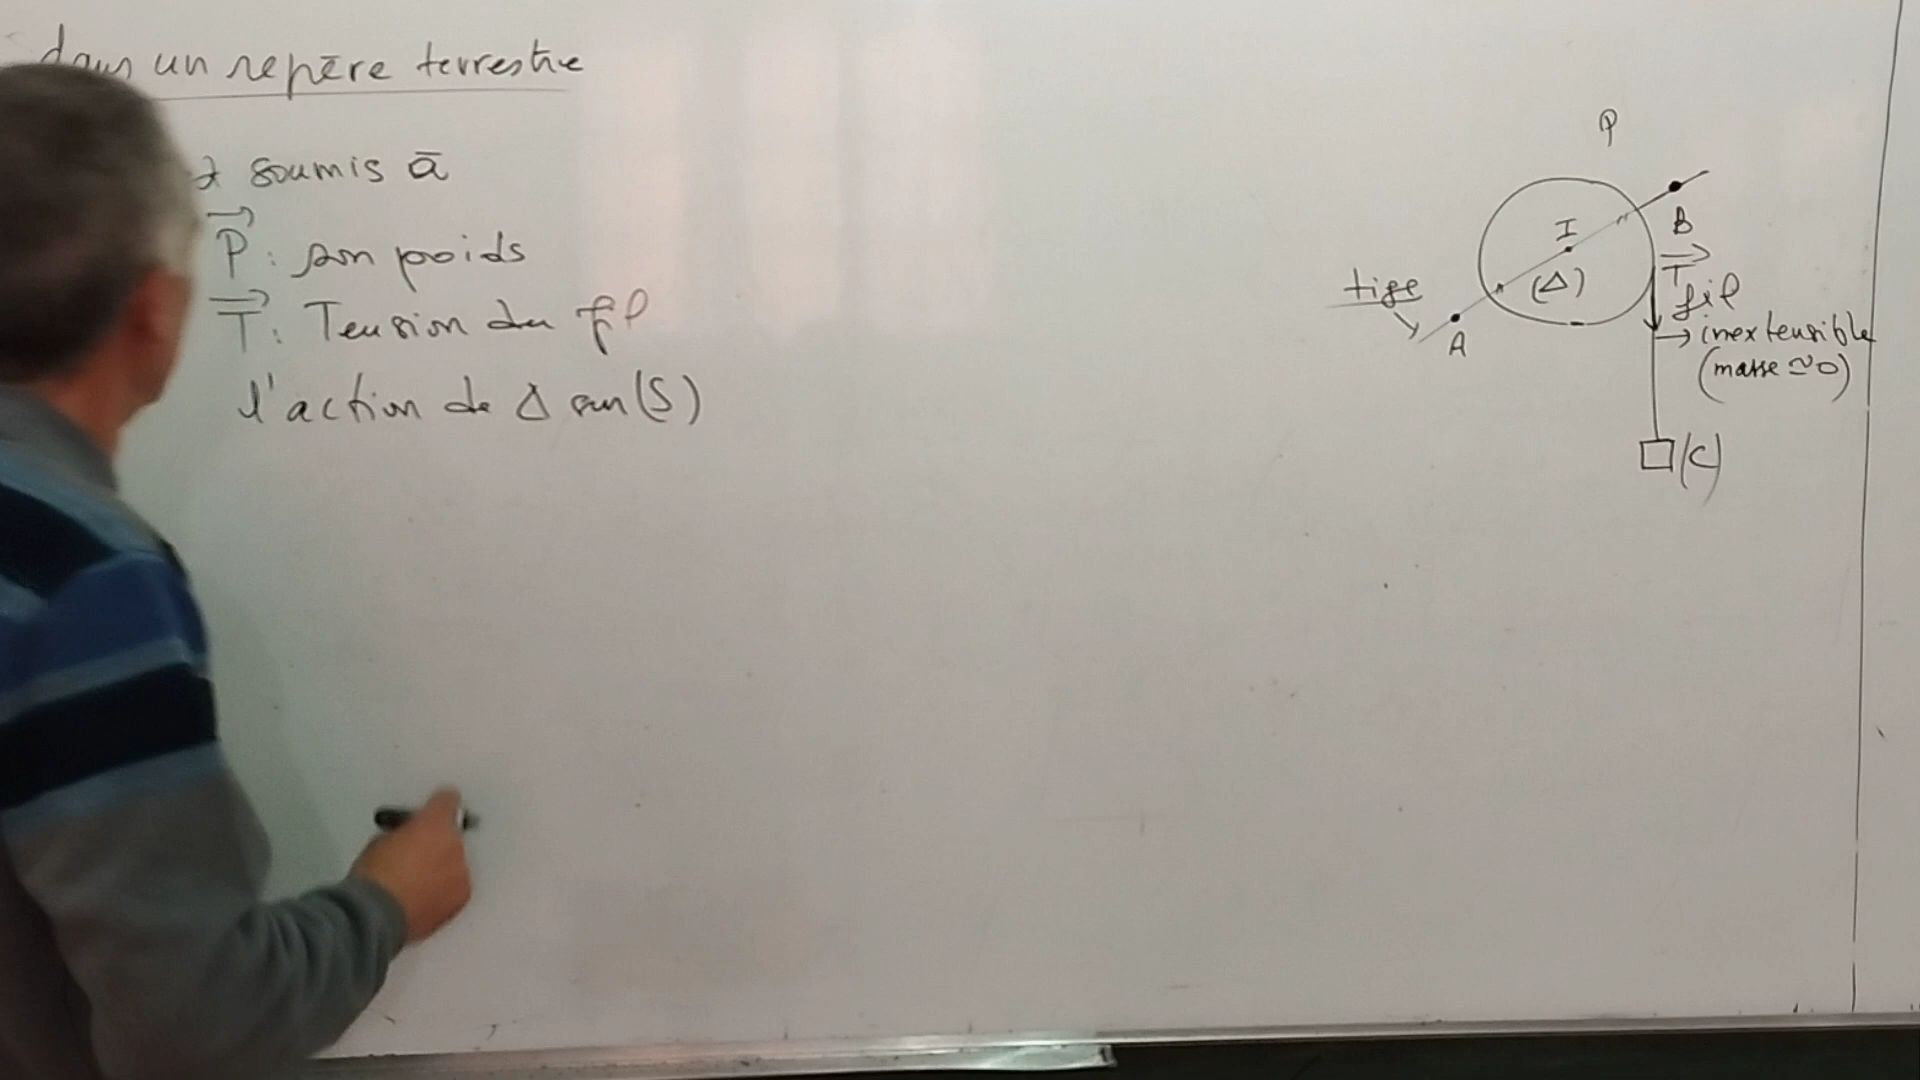 dans un repère terrestre
soumis à
P : son poids
T : Tension du fil
l'action de Δ sur (S)
P
I
B
(Δ)
T
tige
fil
A
→ inextensible
(masse ≃ 0)
(C)